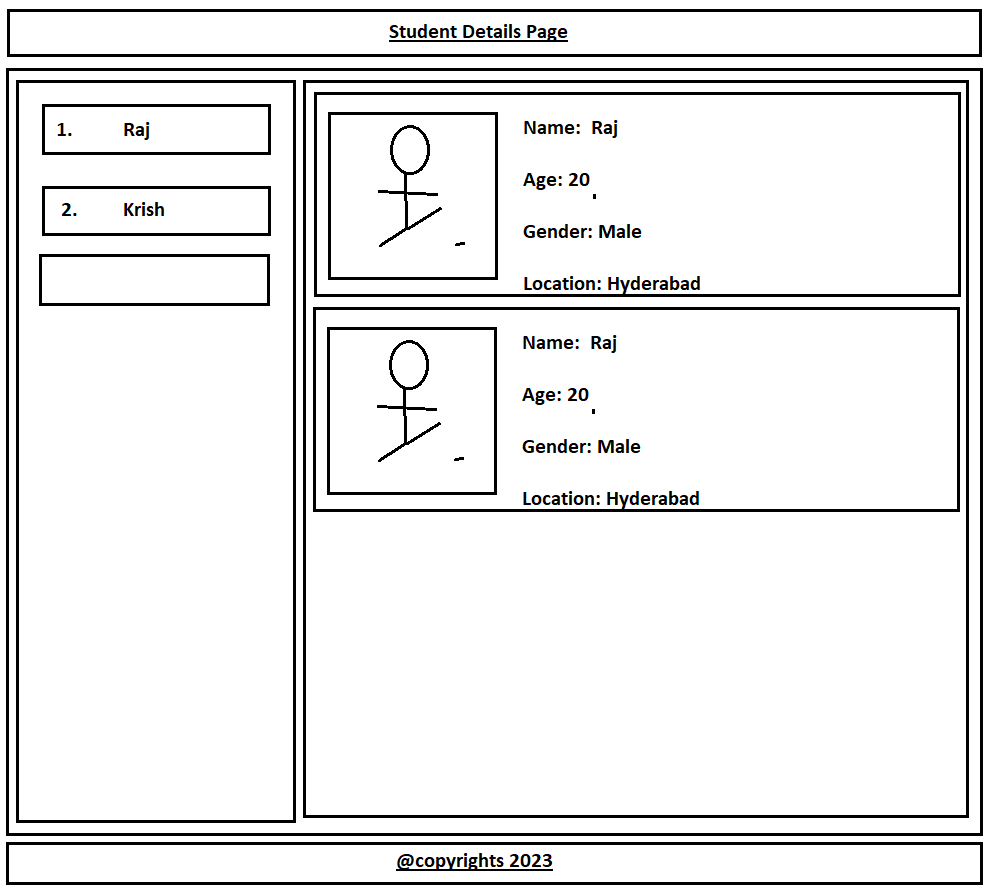 Student Details Page
1. Raj
2. Krish
Name: Raj
Age: 20
Gender: Male
Location: Hyderabad
Name: Raj
Age: 20
Gender: Male
Location: Hyderabad
@copyrights 2023